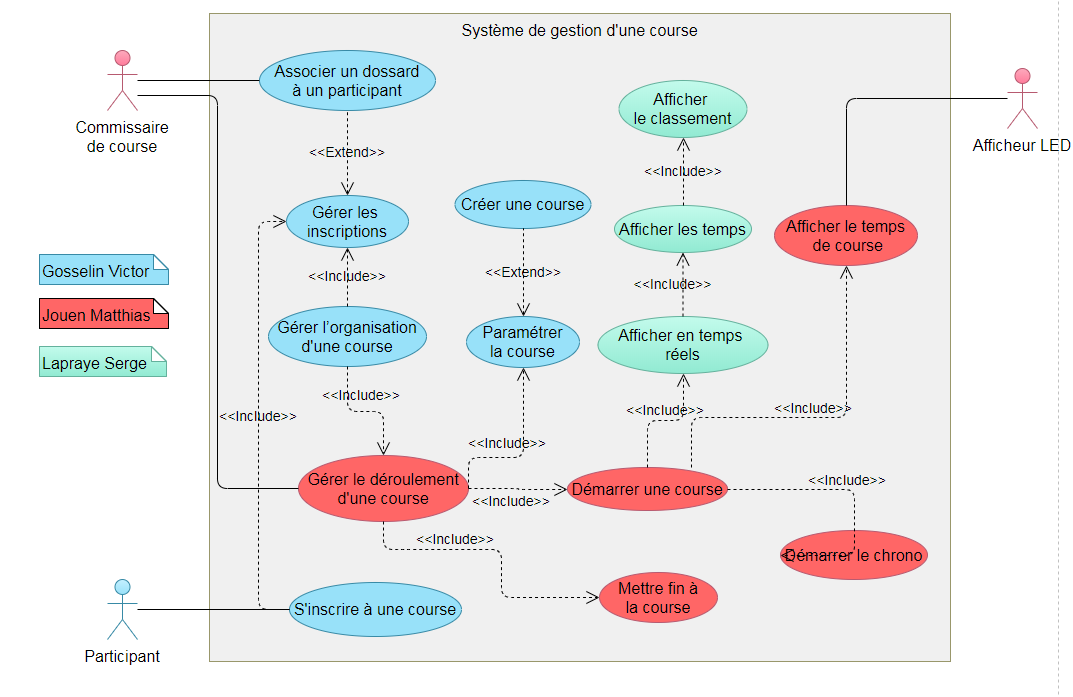 Système de gestion d'une course
Commissaire
de course
Associer un dossard
à un participant
<<Extend>>
Gérer les
inscriptions
<<Include>>
Gérer l'organisation
d'une course
<<Include>>
<<Include>>
Créer une course
<<Extend>>
Paramétrer
la course
<<Include>>
Afficher
le classement
<<Include>>
Afficher les temps
<<Include>>
Afficher en temps
réels
<<Include>>
Afficher le temps
de course
<<Include>>
Afficheur LED
Gosselin Victor
Jouen Matthias
Lapraye Serge
Gérer le déroulement
d'une course
<<Include>>
Démarrer une course
<<Include>>
Démarrer le chrono
<<Include>>
Mettre fin à
la course
S'inscrire à une course
Participant